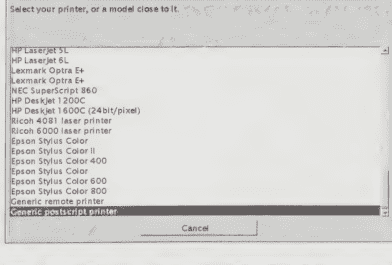 Select your printer, or a model close to it.
HP Laserjet 5L
HP Laserjet 6L
Lexmark Optra E+
Lexmark Optra E+
NEC SuperScript 860
HP Deskjet 1200C
HP Deskjet 1600C (24bit/pixel)
Ricoh 4081 laser printer
Ricoh 6000 laser printer
Epson Stylus Color
Epson Stylus Color II
Epson Stylus Color 400
Epson Stylus Color
Epson Stylus Color 600
Epson Stylus Color 800
Generic remote printer
Generic postscript printer
Cancel